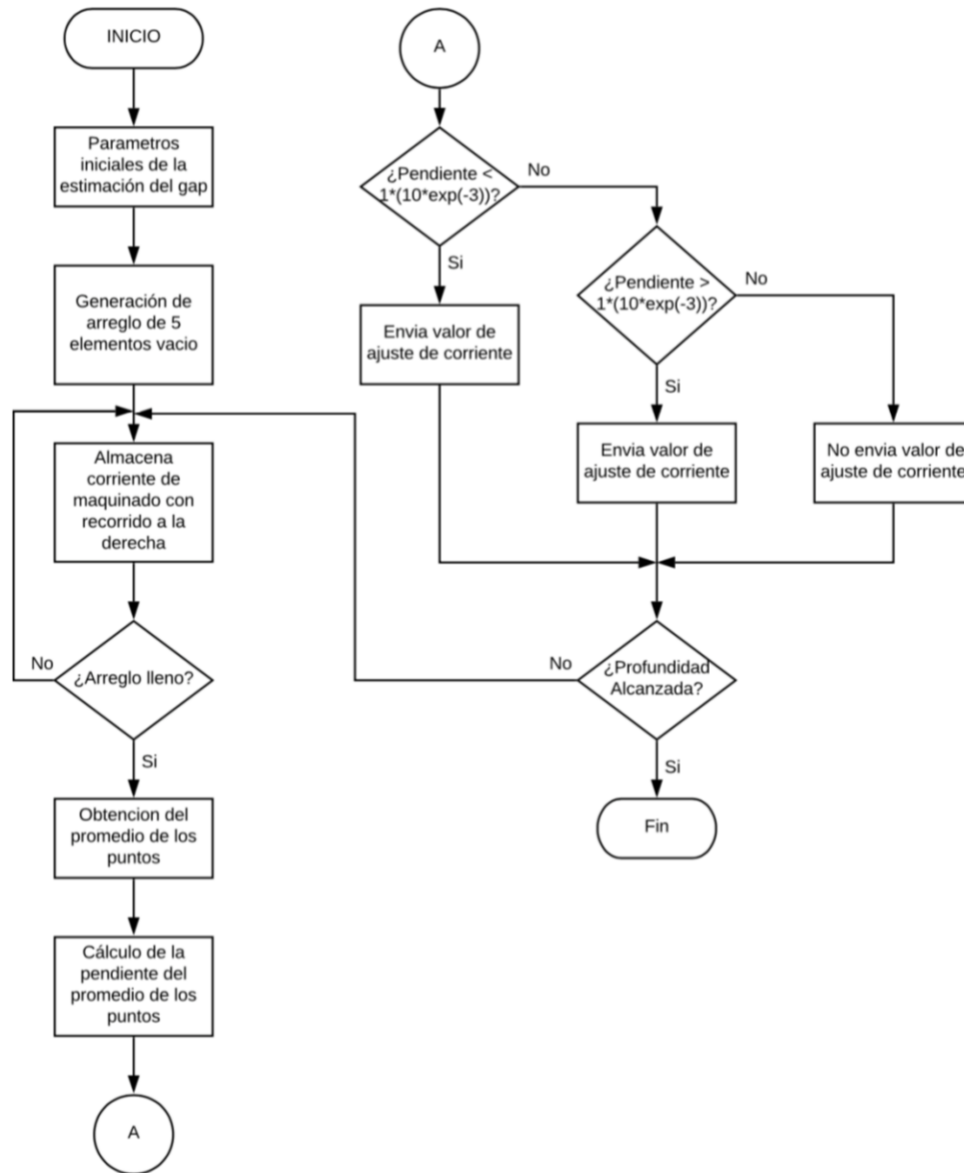 INICIO
Parametros
iniciales de la
estimación del gap
Generación de
arreglo de 5
elementos vacio
Almacena
corriente de
maquinado con
recorrido a la
derecha
¿Arreglo lleno?
No
Si
Obtencion del
promedio de los
puntos
Cálculo de la
pendiente del
promedio de los
puntos
A
A
¿Pendiente <
1*(10*exp(-3))?
No
Si
Envia valor de
ajuste de corriente
¿Pendiente >
1*(10*exp(-3))?
No
Si
Envia valor de
ajuste de corriente
No envia valor de
ajuste de corriente
¿Profundidad
Alcanzada?
No
Si
Fin